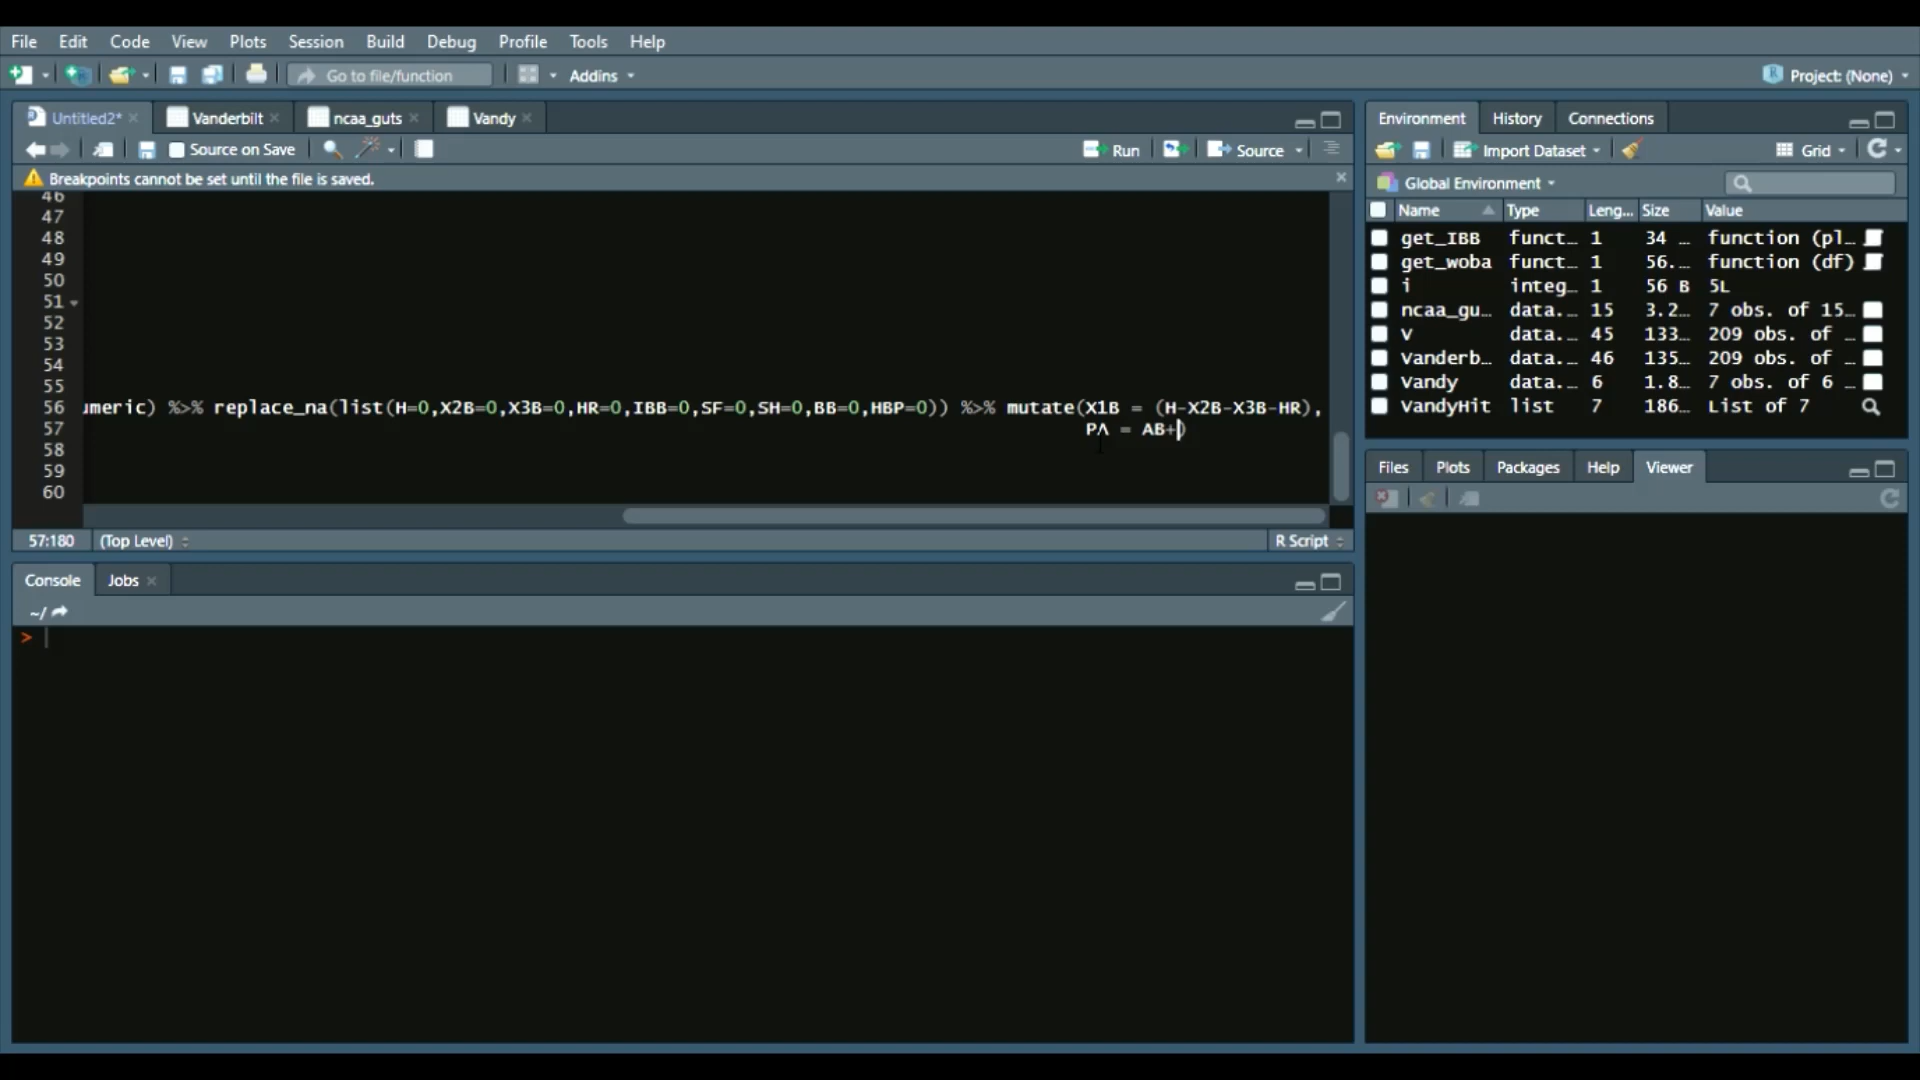 File Edit Code View Plots Session Build Debug Profile Tools Help
Go to file/function Addins Project: (None)
Untitled2* Vanderbilt ncaa_guts Vandy
Source on Save Run Source
Breakpoints cannot be set until the file is saved.
46
47
48
49
50
51
52
53
54
55
56 umeric) %>% replace_na(list(H=0,X2B=0,X3B=0,HR=0,IBB=0,SF=0,SH=0,BB=0,HBP=0)) %>% mutate(X1B = (H-X2B-X3B-HR),
57 PA = AB+)
58
59
60
57:180 (Top Level) R Script
Console Jobs
~/
>
Environment History Connections
Import Dataset Grid
Global Environment
Name Type Leng... Size Value
get_IBB funct... 1 34 ... function (pl...
get_woba funct... 1 56.... function (df)
i integ... 1 56 B 5L
ncaa_gu... data.... 15 3.2... 7 obs. of 15...
V data.... 45 133... 209 obs. of ...
Vanderb... data.... 46 135... 209 obs. of ...
Vandy data.... 6 1.8... 7 obs. of 6 ...
VandyHit list 7 186... List of 7
Files Plots Packages Help Viewer